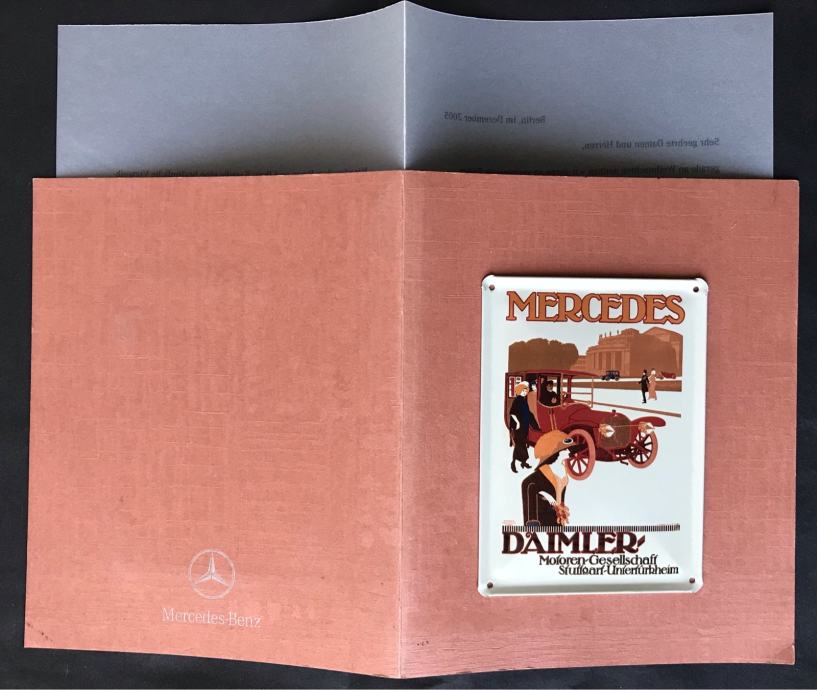 Berlin, im Dezember 2005
Sehr geehrte Damen und Herren,
MERCEDES
DAIMLER-
Motoren-Gesellschaft
Stuttgart-Untertürkheim
Mercedes-Benz